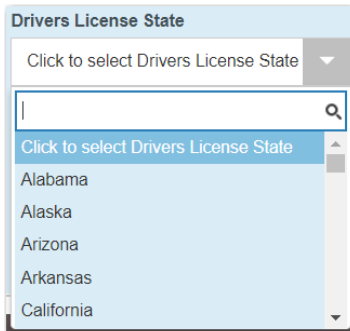 Drivers License State
Click to select Drivers License State
Click to select Drivers License State
Alabama
Alaska
Arizona
Arkansas
California